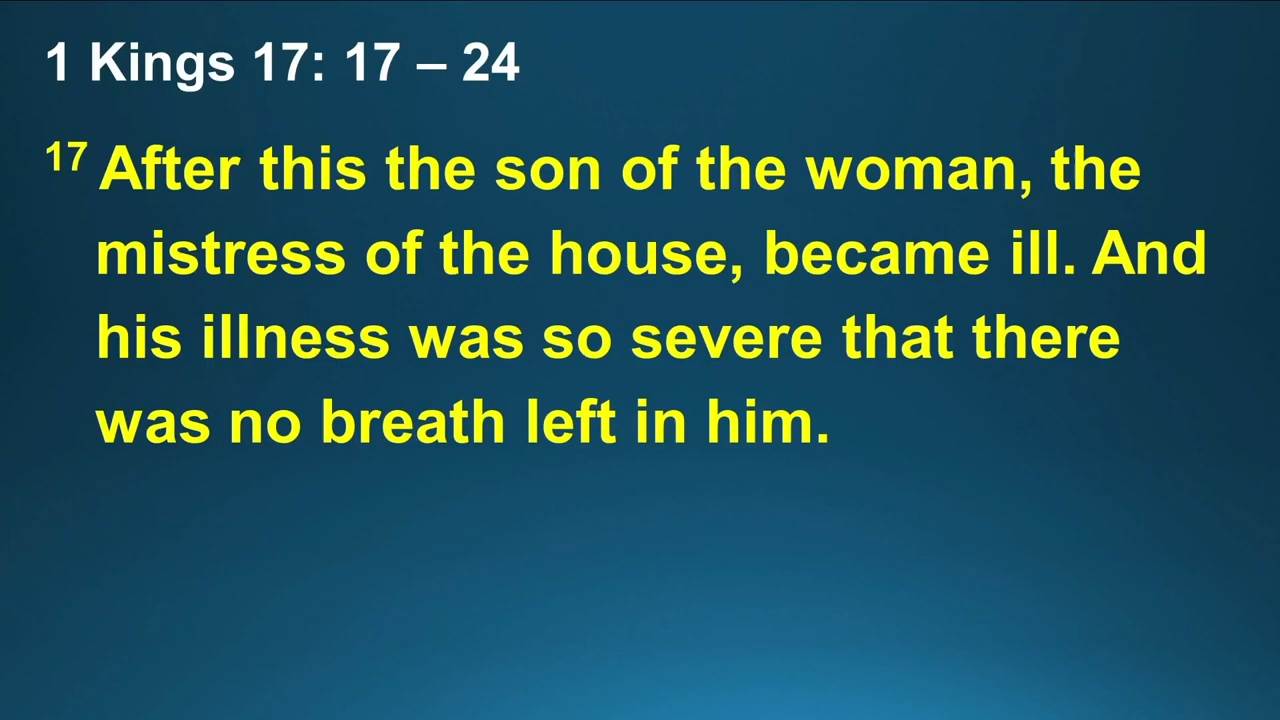 1 Kings 17: 17 – 24
17 After this the son of the woman, the
mistress of the house, became ill. And
his illness was so severe that there
was no breath left in him.